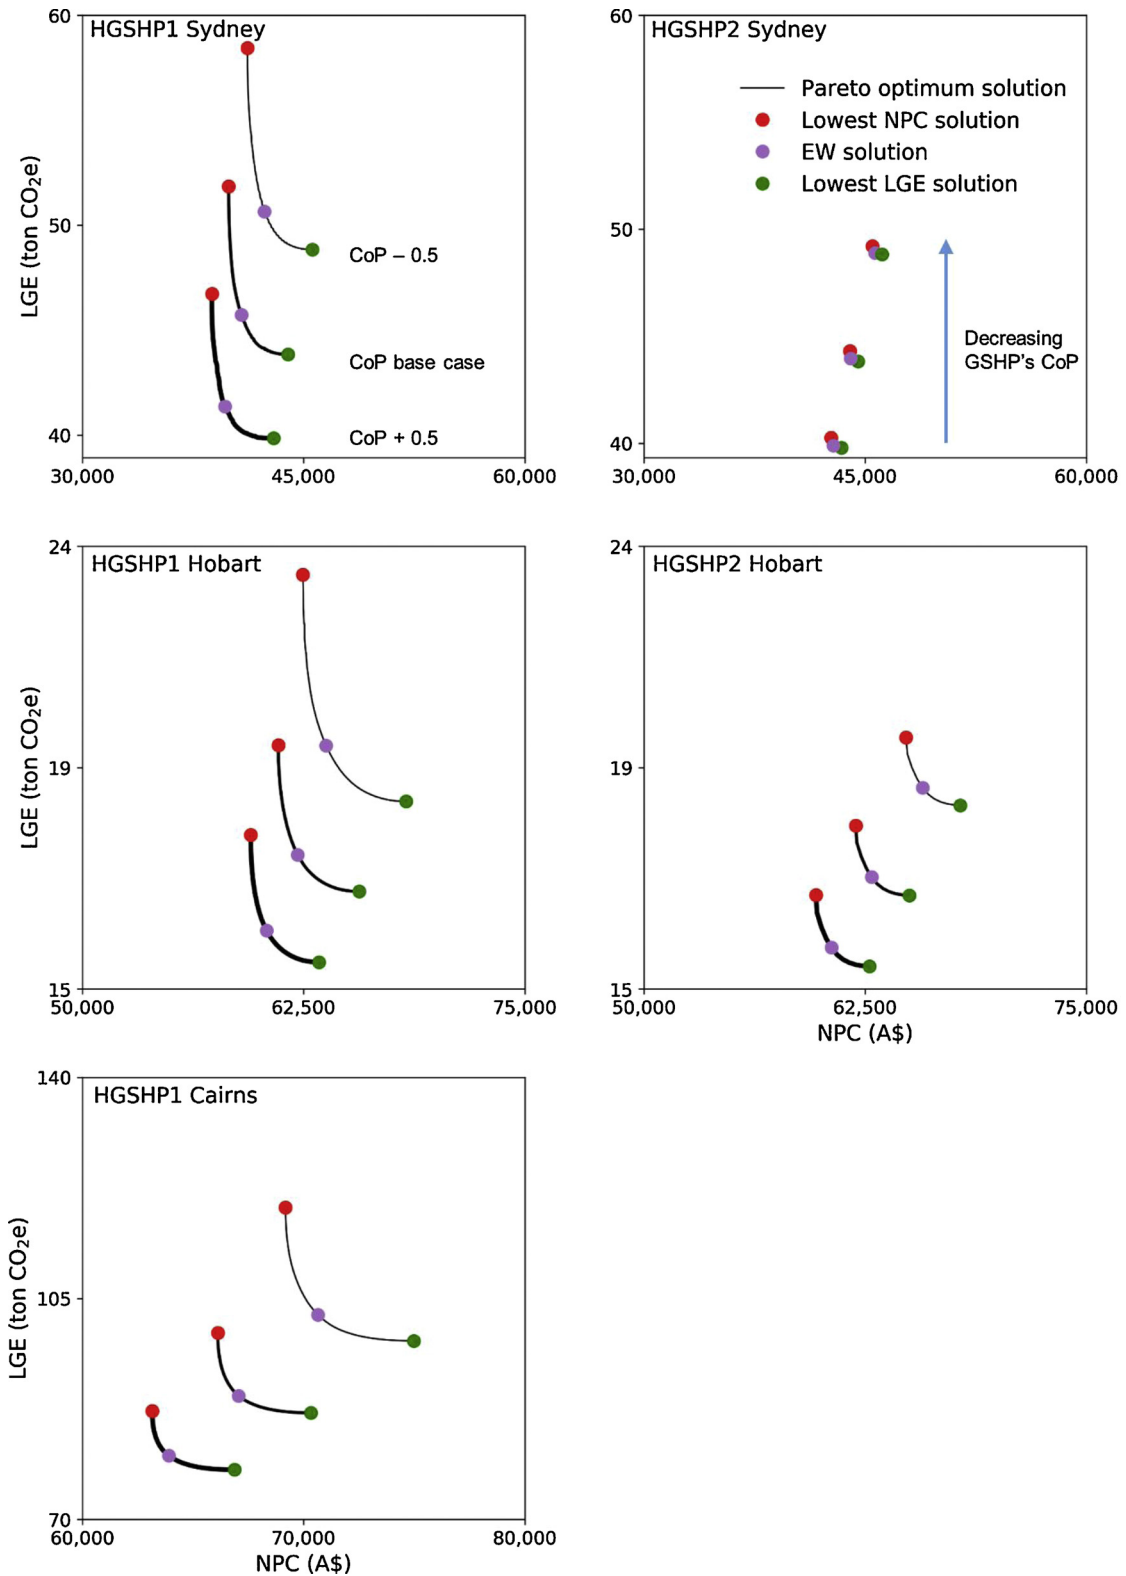 HGSHP1 Sydney
60
50
40
LGE (ton CO₂e)
CoP – 0.5
CoP base case
CoP + 0.5
30,000
45,000
60,000
HGSHP2 Sydney
60
50
40
Pareto optimum solution
Lowest NPC solution
EW solution
Lowest LGE solution
Decreasing
GSHP's CoP
30,000
45,000
60,000
HGSHP1 Hobart
24
19
15
LGE (ton CO₂e)
50,000
62,500
75,000
HGSHP2 Hobart
24
19
15
50,000
62,500
75,000
NPC (A$)
HGSHP1 Cairns
140
105
70
LGE (ton CO₂e)
60,000
70,000
80,000
NPC (A$)